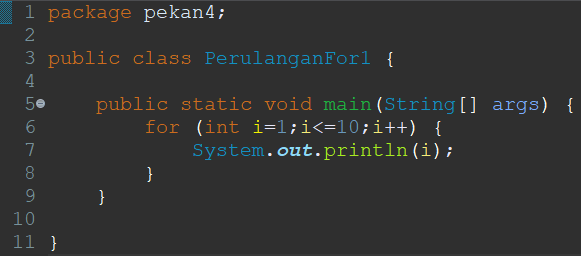 1 package pekan4;
2
3 public class PerulanganFor1 {
4
5 public static void main(String[] args) {
6 for (int i=1;i<=10;i++) {
7 System.out.println(i);
8 }
9 }
10
11 }